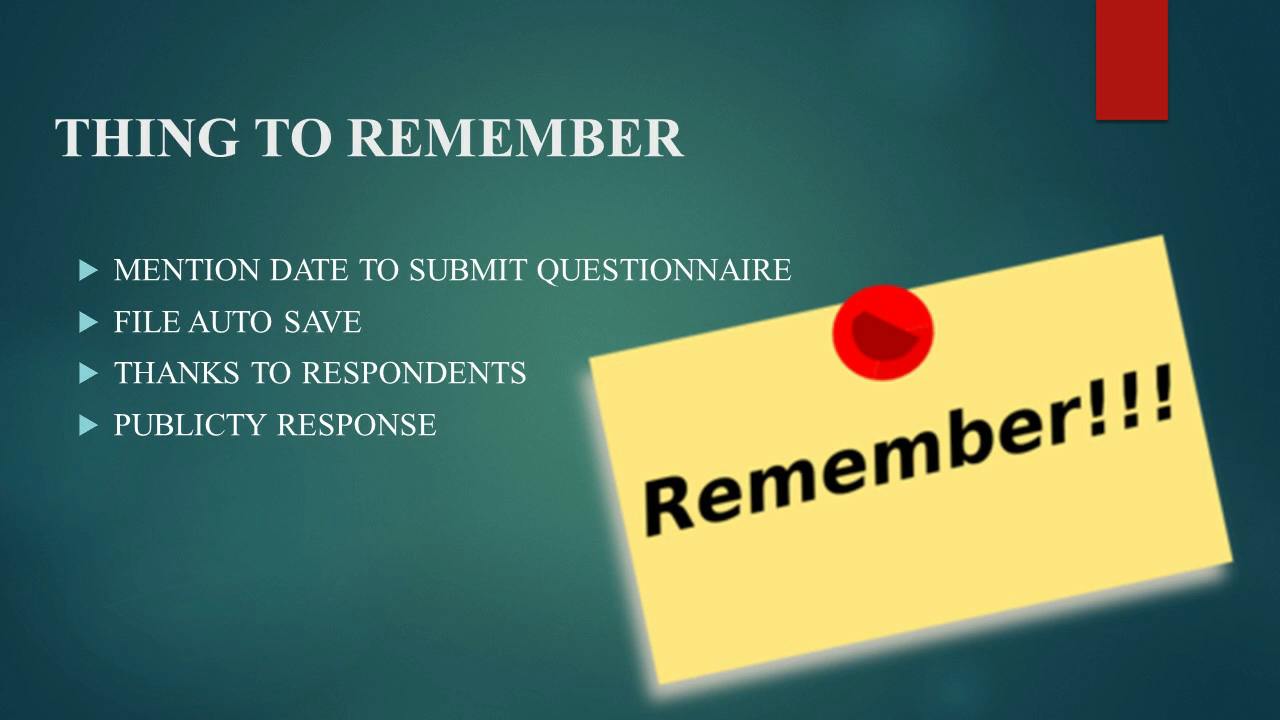 THING TO REMEMBER
MENTION DATE TO SUBMIT QUESTIONNAIRE
FILE AUTO SAVE
THANKS TO RESPONDENTS
PUBLICTY RESPONSE
Remember!!!